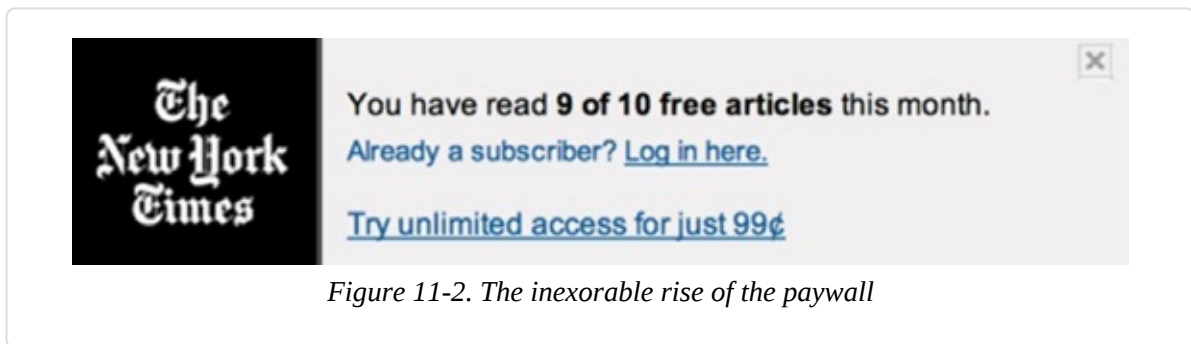 The
New York
Times
You have read 9 of 10 free articles this month.
Already a subscriber? Log in here.
Try unlimited access for just 99¢
Figure 11-2. The inexorable rise of the paywall